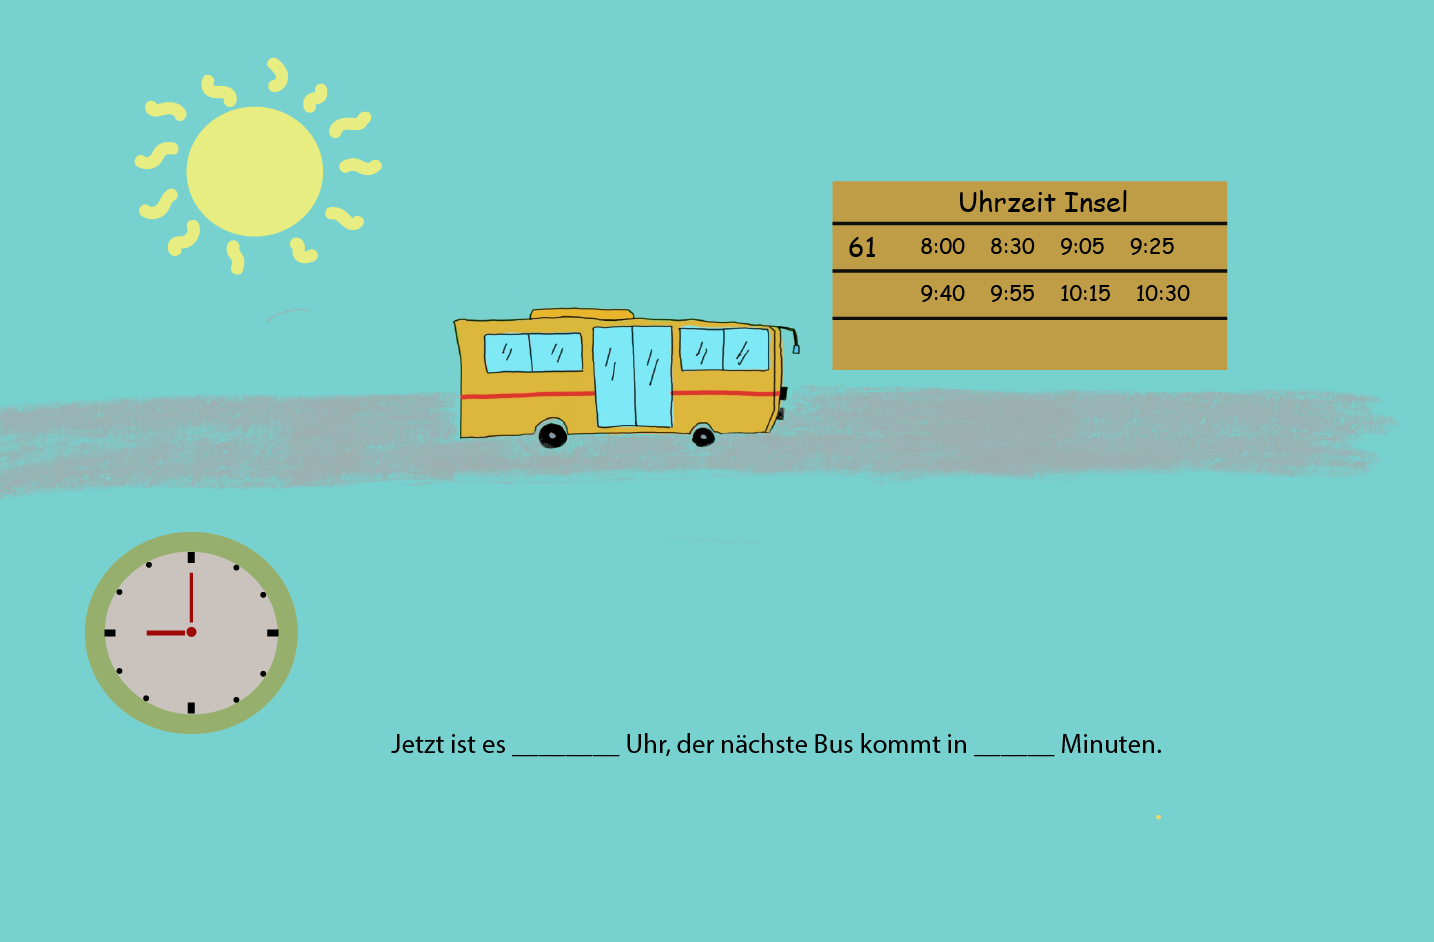 Uhrzeit Insel
61 8:00 8:30 9:05 9:25
9:40 9:55 10:15 10:30
Jetzt ist es ________ Uhr, der nächste Bus kommt in ______ Minuten.